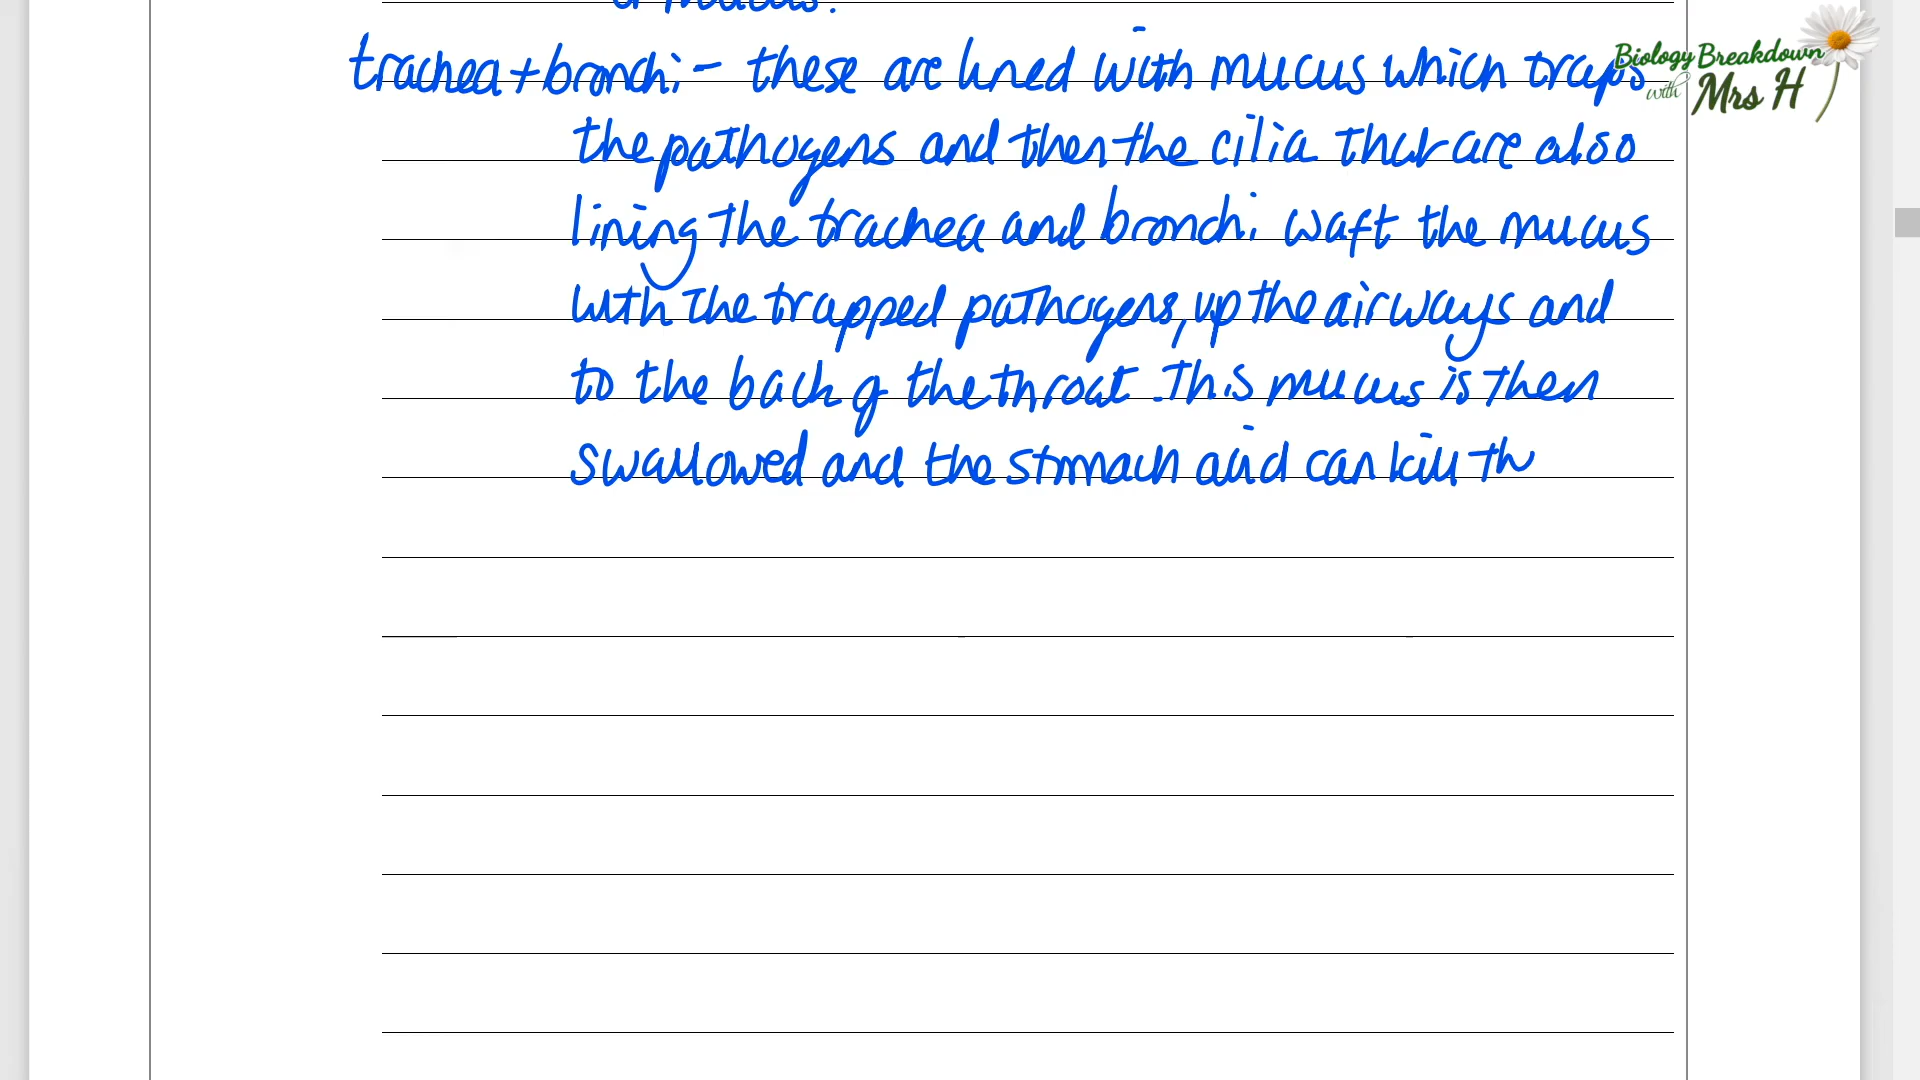 or mucus.
trachea + bronchi - these are lined with mucus which traps
the pathogens and then the cilia that are also
lining the trachea and bronchi waft the mucus
with the trapped pathogens, up the airways and
to the back of the throat. This mucus is then
swallowed and the stomach acid can kill th
Biology Breakdown
with Mrs H